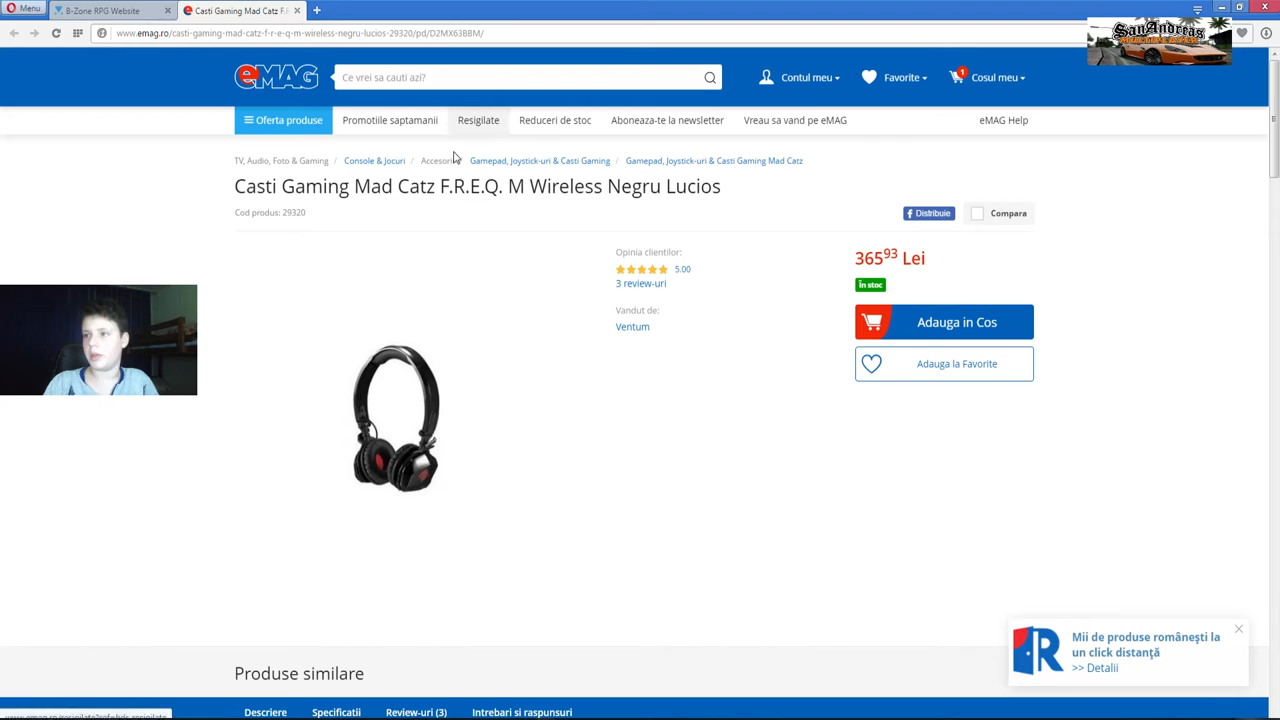 Menu
B-Zone RPG Website
Casti Gaming Mad Catz F.R
www.emag.ro/casti-gaming-mad-catz-f-r-e-q-m-wireless-negru-lucios-29320/pd/D2MX63BBM/
SanAndreas
eMAG
Ce vrei sa cauti azi?
Contul meu
Favorite
1
Cosul meu
Oferta produse
Promotiile saptamanii
Resigilate
Reduceri de stoc
Aboneaza-te la newsletter
Vreau sa vand pe eMAG
eMAG Help
TV, Audio, Foto & Gaming / Console & Jocuri / Accesori Gamepad, Joystick-uri & Casti Gaming / Gamepad, Joystick-uri & Casti Gaming Mad Catz
Casti Gaming Mad Catz F.R.E.Q. M Wireless Negru Lucios
Cod produs: 29320
Distribuie
Compara
Opinia clientilor:
5.00
3 review-uri
Vandut de:
Ventum
36593 Lei
În stoc
Adauga in Cos
Adauga la Favorite
Mii de produse românești la
un click distanță
>> Detalii
Produse similare
Descriere
Specificatii
Review-uri (3)
Intrebari si raspunsuri